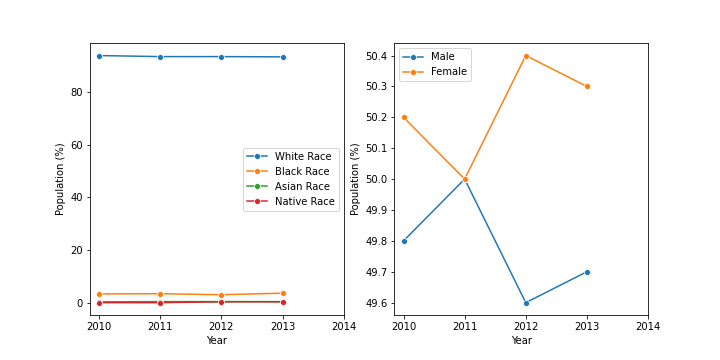 Population (%)
80
60
40
20
0
2010 2011 2012 2013 2014
Year
White Race
Black Race
Asian Race
Native Race
Population (%)
50.4
50.3
50.2
50.1
50.0
49.9
49.8
49.7
49.6
2010 2011 2012 2013 2014
Year
Male
Female